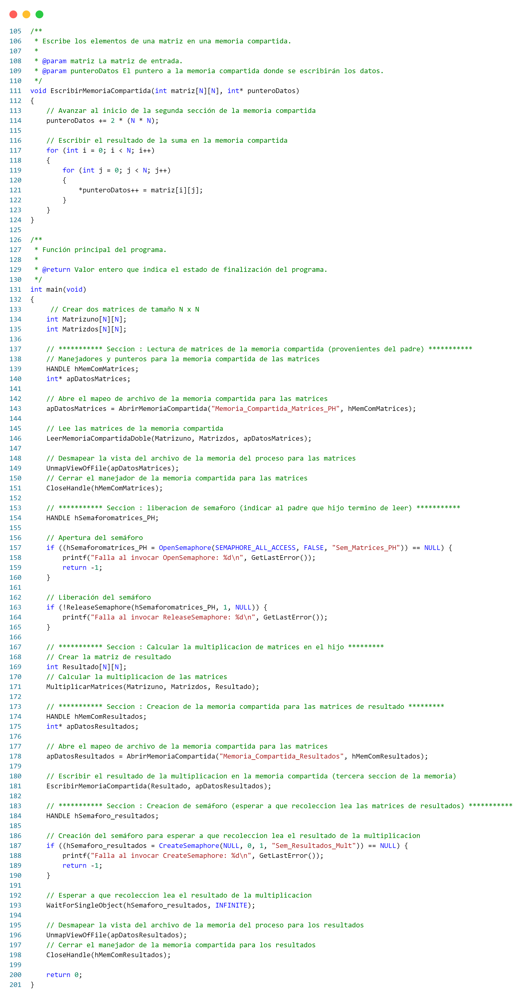 105  /**
106   * Escribe los elementos de una matriz en una memoria compartida.
107   *
108   * @param matriz La matriz de entrada.
109   * @param punteroDatos El puntero a la memoria compartida donde se escribirán los datos.
110   */
111  void EscribirMemoriaCompartida(int matriz[N][N], int* punteroDatos)
112  {
113      // Avanzar al inicio de la segunda sección de la memoria compartida
114      punteroDatos += 2 * (N * N);
115
116      // Escribir el resultado de la suma en la memoria compartida
117      for (int i = 0; i < N; i++)
118      {
119          for (int j = 0; j < N; j++)
120          {
121              *punteroDatos++ = matriz[i][j];
122          }
123      }
124  }
125
126  /**
127   * Función principal del programa.
128   *
129   * @return Valor entero que indica el estado de finalización del programa.
130   */
131  int main(void)
132  {
133       // Crear dos matrices de tamaño N x N
134      int Matrizuno[N][N];
135      int Matrizdos[N][N];
136
137      // *********** Seccion : Lectura de matrices de la memoria compartida (provenientes del padre) ***********
138      // Manejadores y punteros para la memoria compartida de las matrices
139      HANDLE hMemComMatrices;
140      int* apDatosMatrices;
141
142      // Abre el mapeo de archivo de la memoria compartida para las matrices
143      apDatosMatrices = AbrirMemoriaCompartida("Memoria_Compartida_Matrices_PH", hMemComMatrices);
144
145      // Lee las matrices de la memoria compartida
146      LeerMemoriaCompartidaDoble(Matrizuno, Matrizdos, apDatosMatrices);
147
148      // Desmapear la vista del archivo de la memoria del proceso para las matrices
149      UnmapViewOfFile(apDatosMatrices);
150      // Cerrar el manejador de la memoria compartida para las matrices
151      CloseHandle(hMemComMatrices);
152
153      // *********** Seccion : liberacion de semaforo (indicar al padre que hijo termino de leer) ***********
154      HANDLE hSemaforomatrices_PH;
155
156      // Apertura del semáforo
157      if ((hSemaforomatrices_PH = OpenSemaphore(SEMAPHORE_ALL_ACCESS, FALSE, "Sem_Matrices_PH")) == NULL) {
158          printf("Falla al invocar OpenSemaphore: %d\n", GetLastError());
159          return -1;
160      }
161
162      // Liberación del semáforo
163      if (!ReleaseSemaphore(hSemaforomatrices_PH, 1, NULL)) {
164          printf("Falla al invocar ReleaseSemaphore: %d\n", GetLastError());
165      }
166
167      // *********** Seccion : Calcular la multiplicacion de matrices en el hijo *********
168      // Crear la matriz de resultado
169      int Resultado[N][N];
170      // Calcular la multiplicacion de las matrices
171      MultiplicarMatrices(Matrizuno, Matrizdos, Resultado);
172
173      // *********** Seccion : Creacion de la memoria compartida para las matrices de resultado *********
174      HANDLE hMemComResultados;
175      int* apDatosResultados;
176
177      // Abre el mapeo de archivo de la memoria compartida para las matrices
178      apDatosResultados = AbrirMemoriaCompartida("Memoria_Compartida_Resultados", hMemComResultados);
179
180      // Escribir el resultado de la multiplicacion en la memoria compartida (tercera seccion de la memoria)
181      EscribirMemoriaCompartida(Resultado, apDatosResultados);
182
183      // *********** Seccion : Creacion de semáforo (esperar a que recoleccion lea las matrices de resultados) ***********
184      HANDLE hSemaforo_resultados;
185
186      // Creación del semáforo para esperar a que recoleccion lea el resultado de la multiplicacion
187      if ((hSemaforo_resultados = CreateSemaphore(NULL, 0, 1, "Sem_Resultados_Mult")) == NULL) {
188          printf("Falla al invocar CreateSemaphore: %d\n", GetLastError());
189          return -1;
190      }
191
192      // Esperar a que recoleccion lea el resultado de la multiplicacion
193      WaitForSingleObject(hSemaforo_resultados, INFINITE);
194
195      // Desmapear la vista del archivo de la memoria del proceso para los resultados
196      UnmapViewOfFile(apDatosResultados);
197      // Cerrar el manejador de la memoria compartida para los resultados
198      CloseHandle(hMemComResultados);
199
200      return 0;
201  }